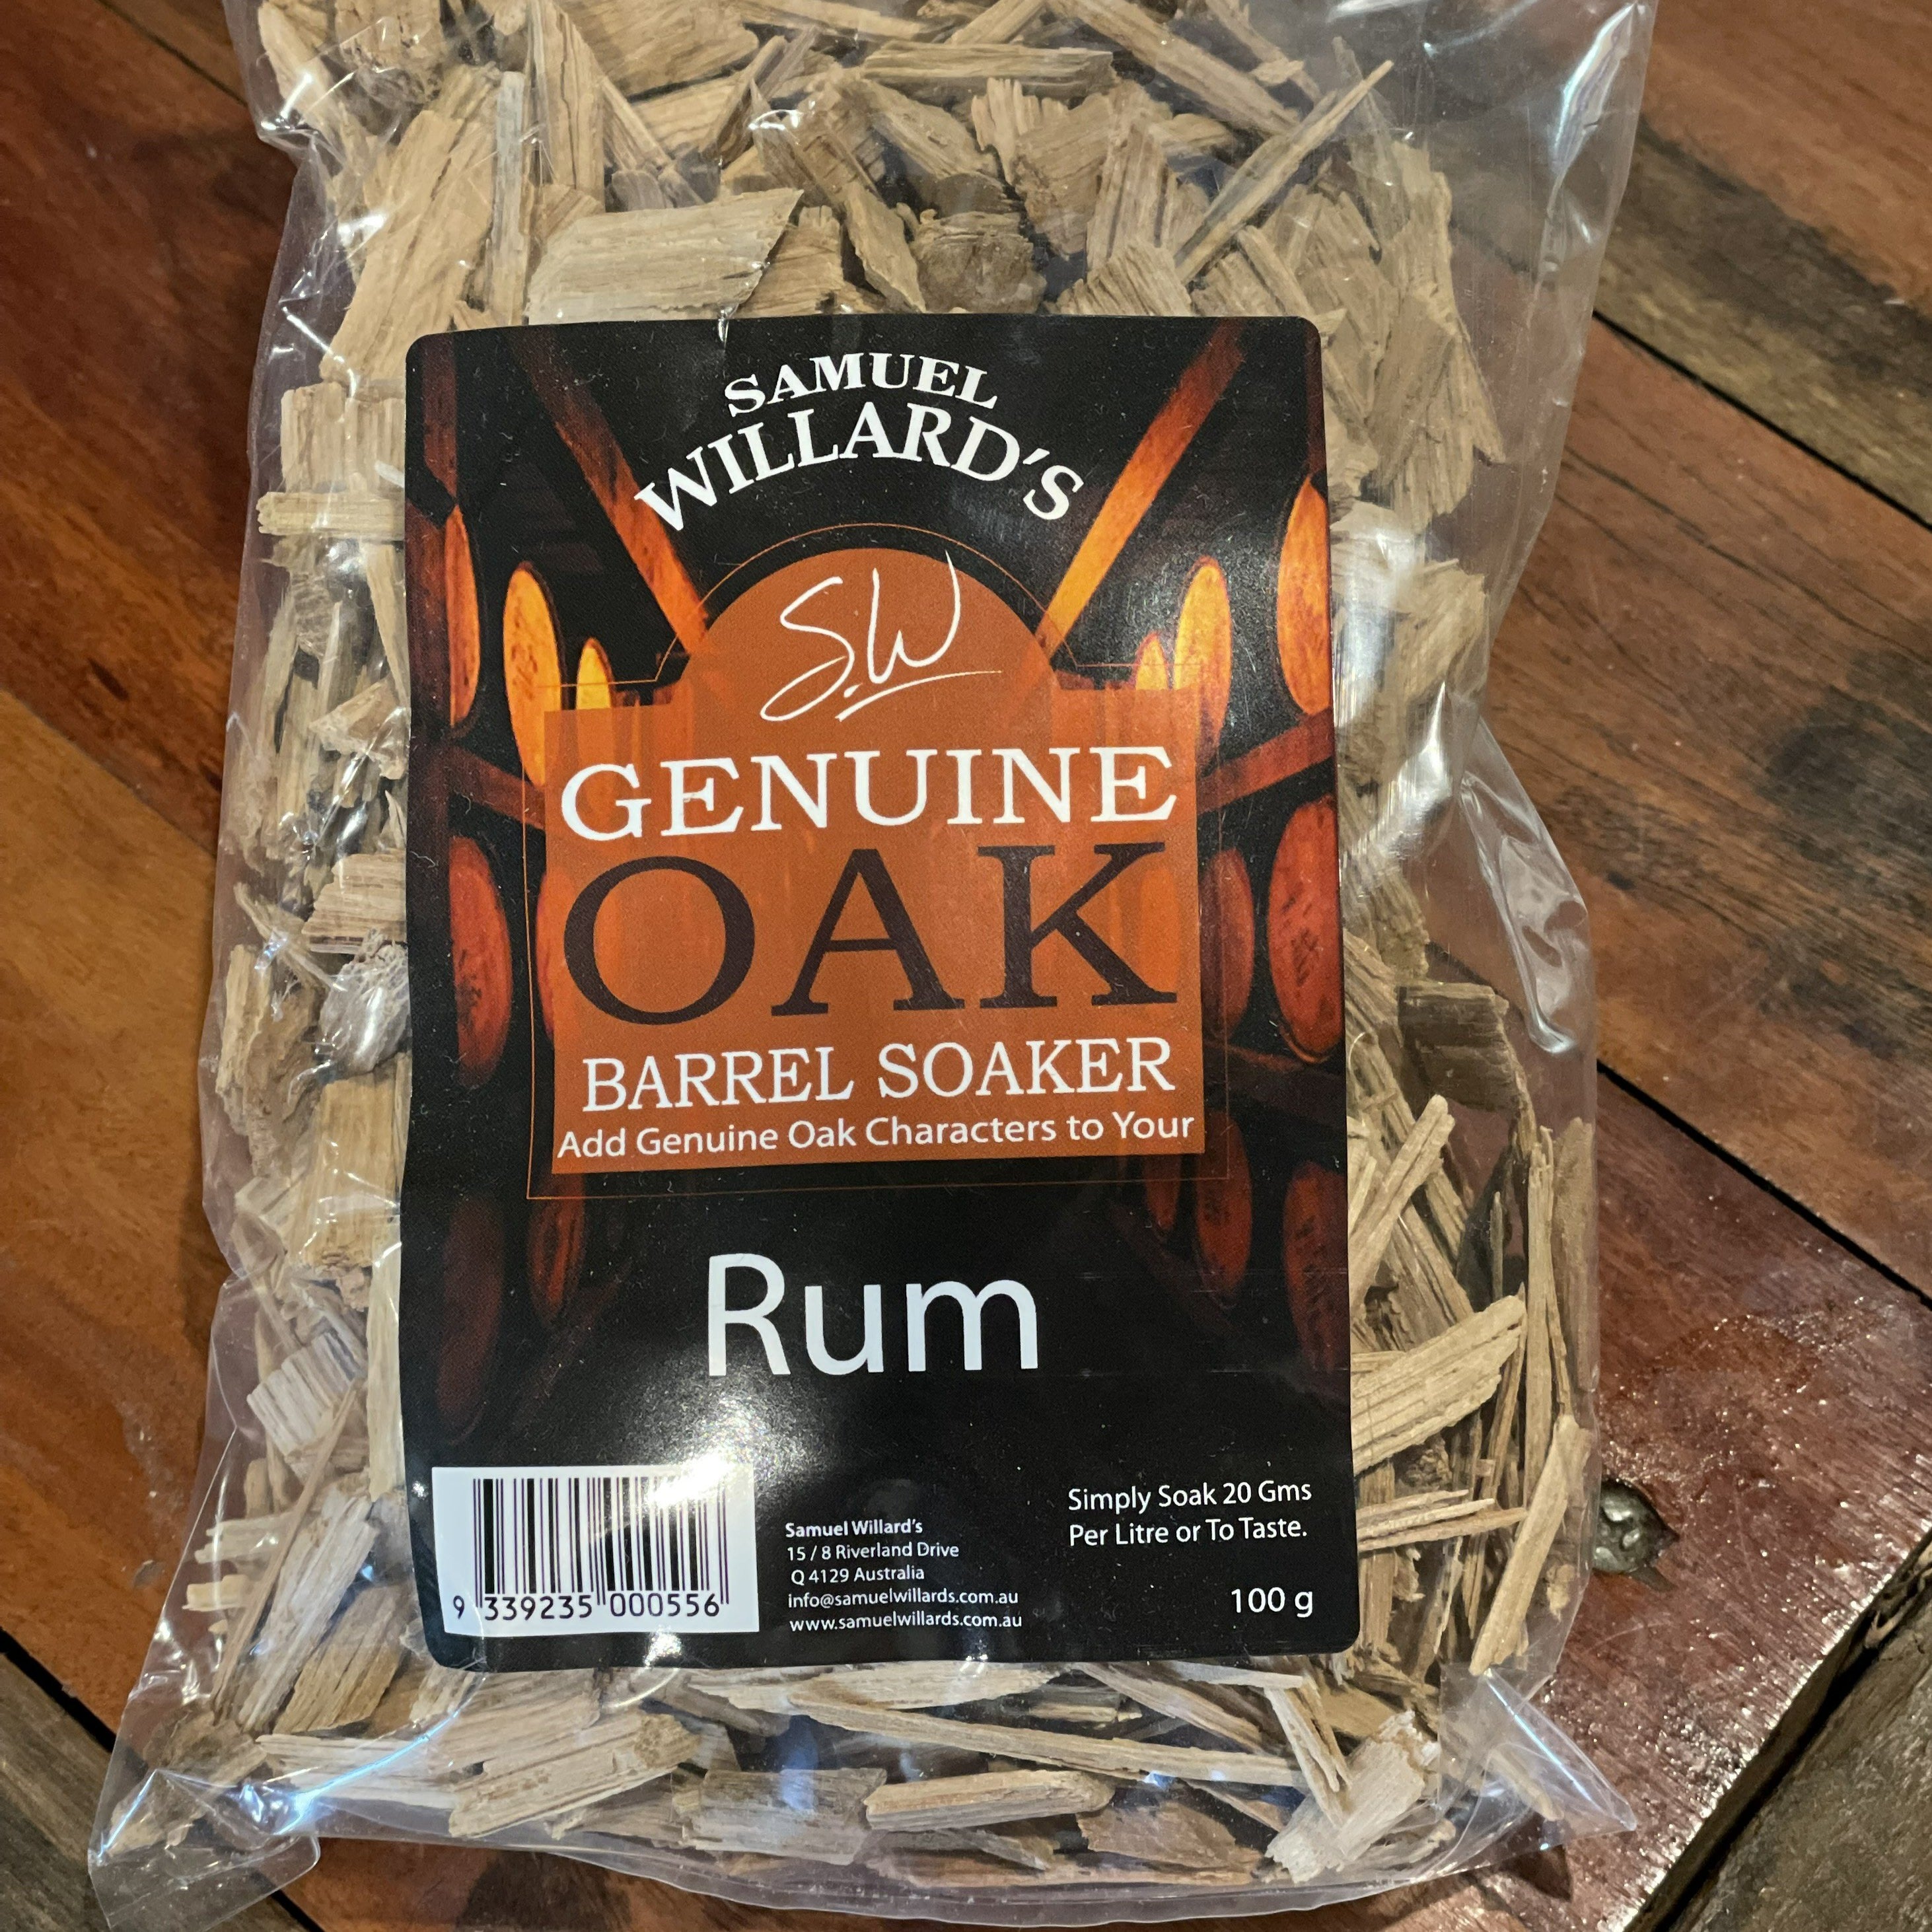 SAMUEL
WILLARD'S
S.W
GENUINE
OAK
BARREL SOAKER
Add Genuine Oak Characters to Your
Rum
Simply Soak 20 Gms
Per Litre or To Taste.
100 g
Samuel Willard's
15 / 8 Riverland Drive
Q 4129 Australia
info@samuelwillards.com.au
www.samuelwillards.com.au
9 339235 000556